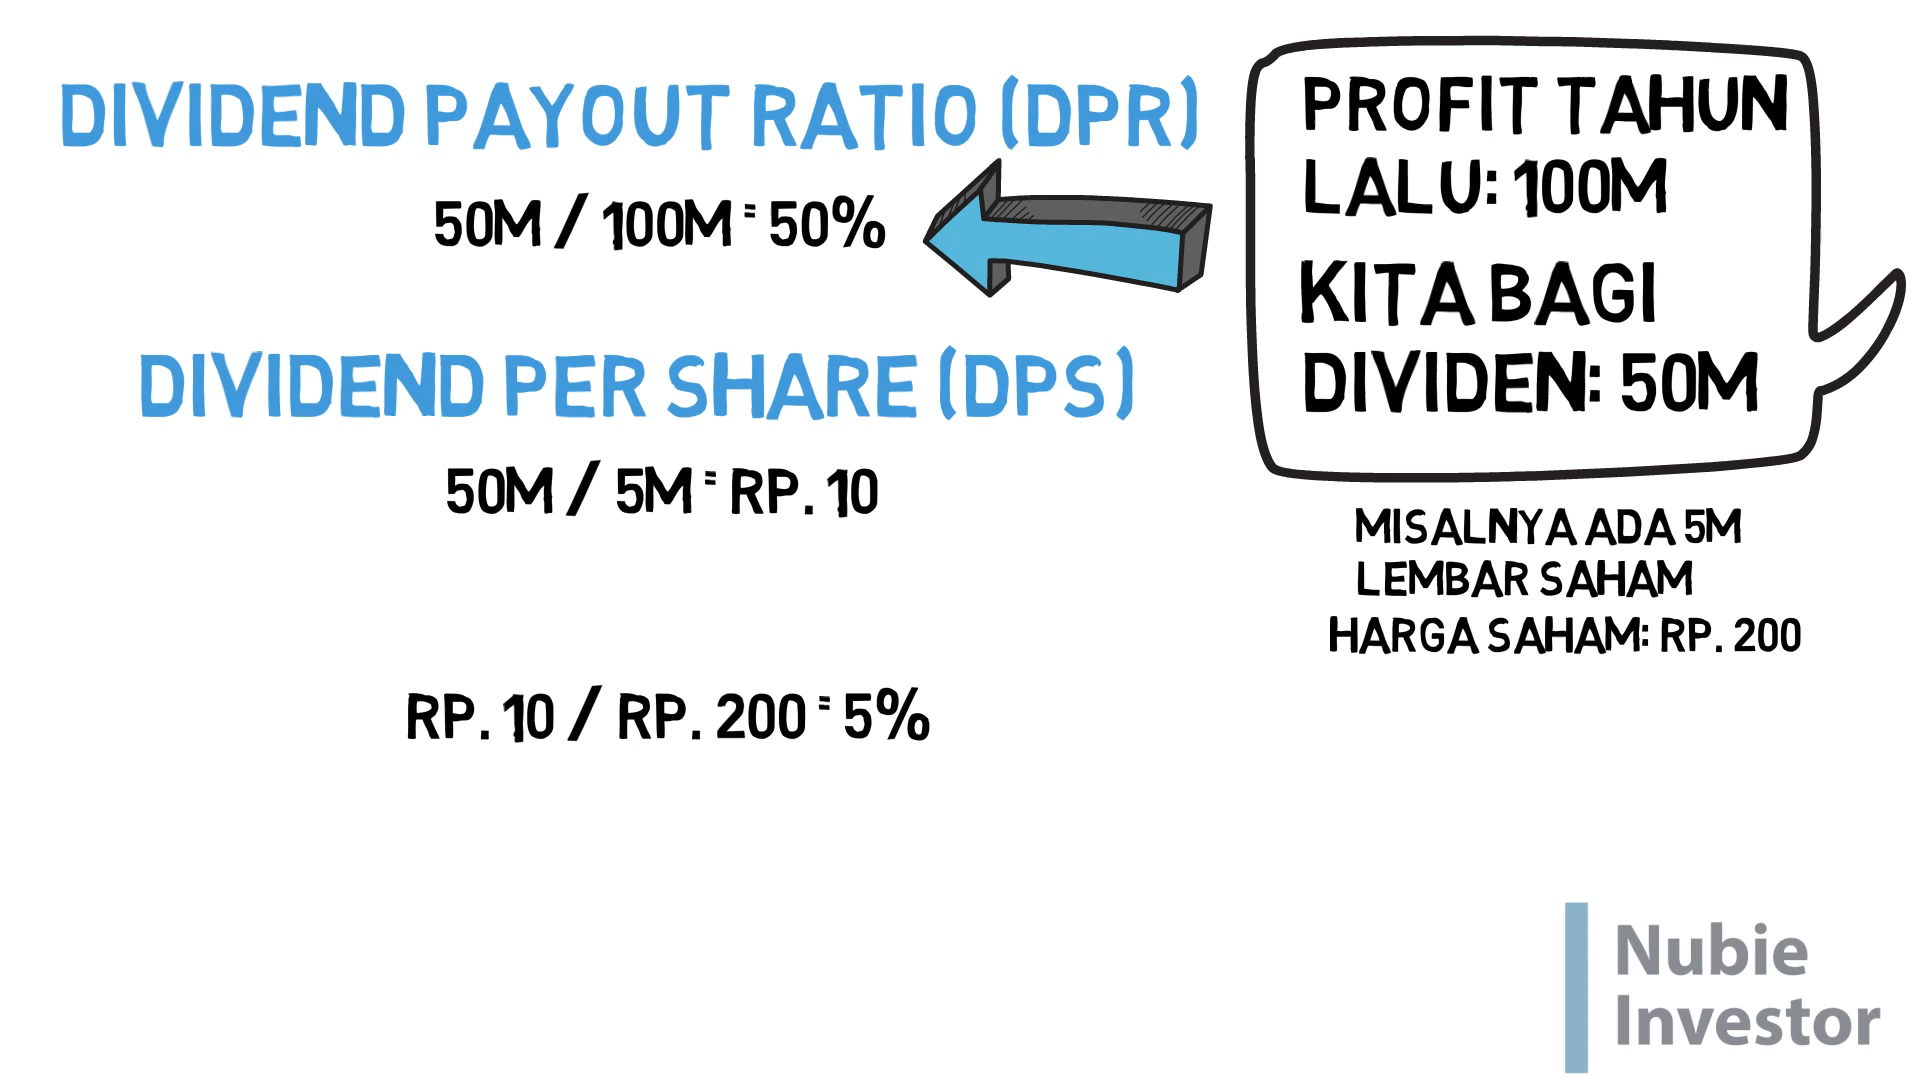 DIVIDEND PAYOUT RATIO (DPR)
50M / 100M = 50%
DIVIDEND PER SHARE (DPS)
50M / 5M = RP. 10
RP. 10 / RP. 200 = 5%
PROFIT TAHUN
LALU: 100M
KITA BAGI
DIVIDEN: 50M
MISALNYA ADA 5M
LEMBAR SAHAM
HARGA SAHAM: RP. 200
Nubie
Investor